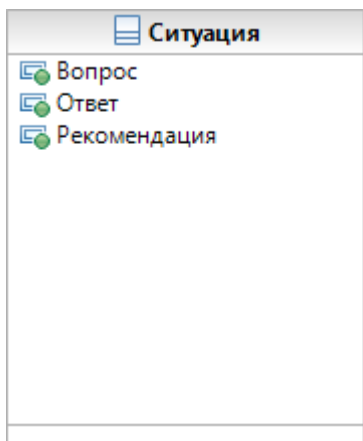 Ситуация
Вопрос
Ответ
Рекомендация